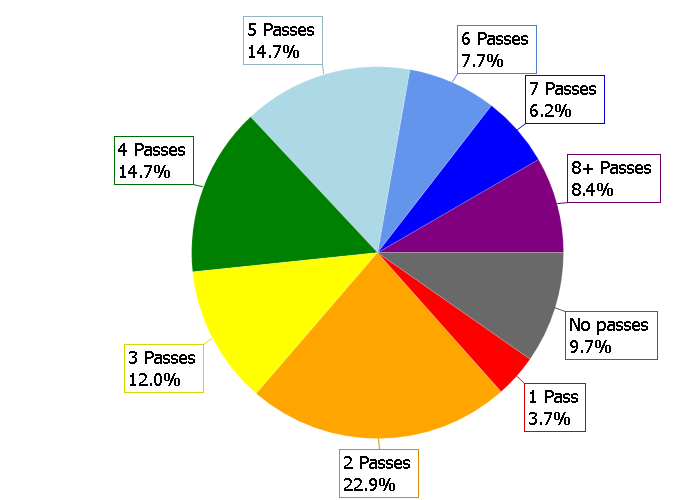 5 Passes
14.7%
6 Passes
7.7%
7 Passes
6.2%
4 Passes
14.7%
8+ Passes
8.4%
No passes
9.7%
3 Passes
12.0%
1 Pass
3.7%
2 Passes
22.9%